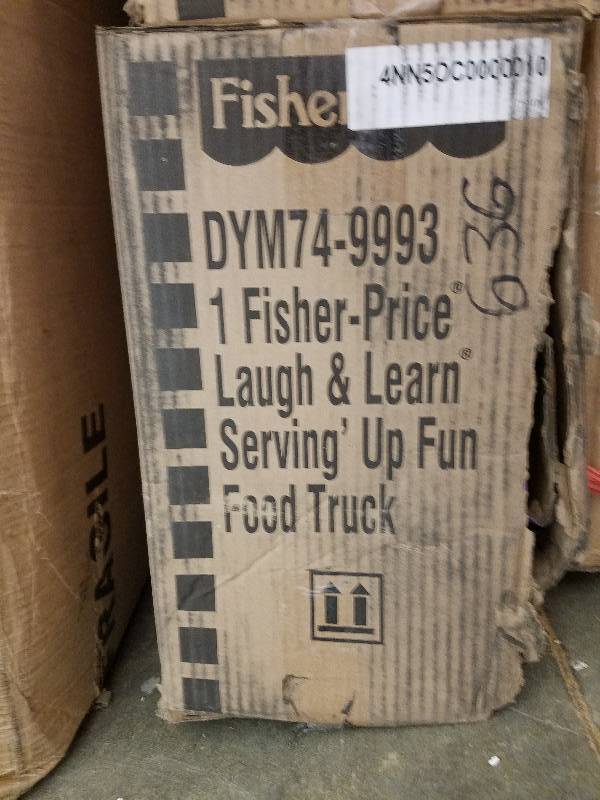 4NN5OC0000010
Fisher
DYM74-9993
636
1 Fisher-Price®
Laugh & Learn®
Serving' Up Fun
Food Truck
FRAGILE